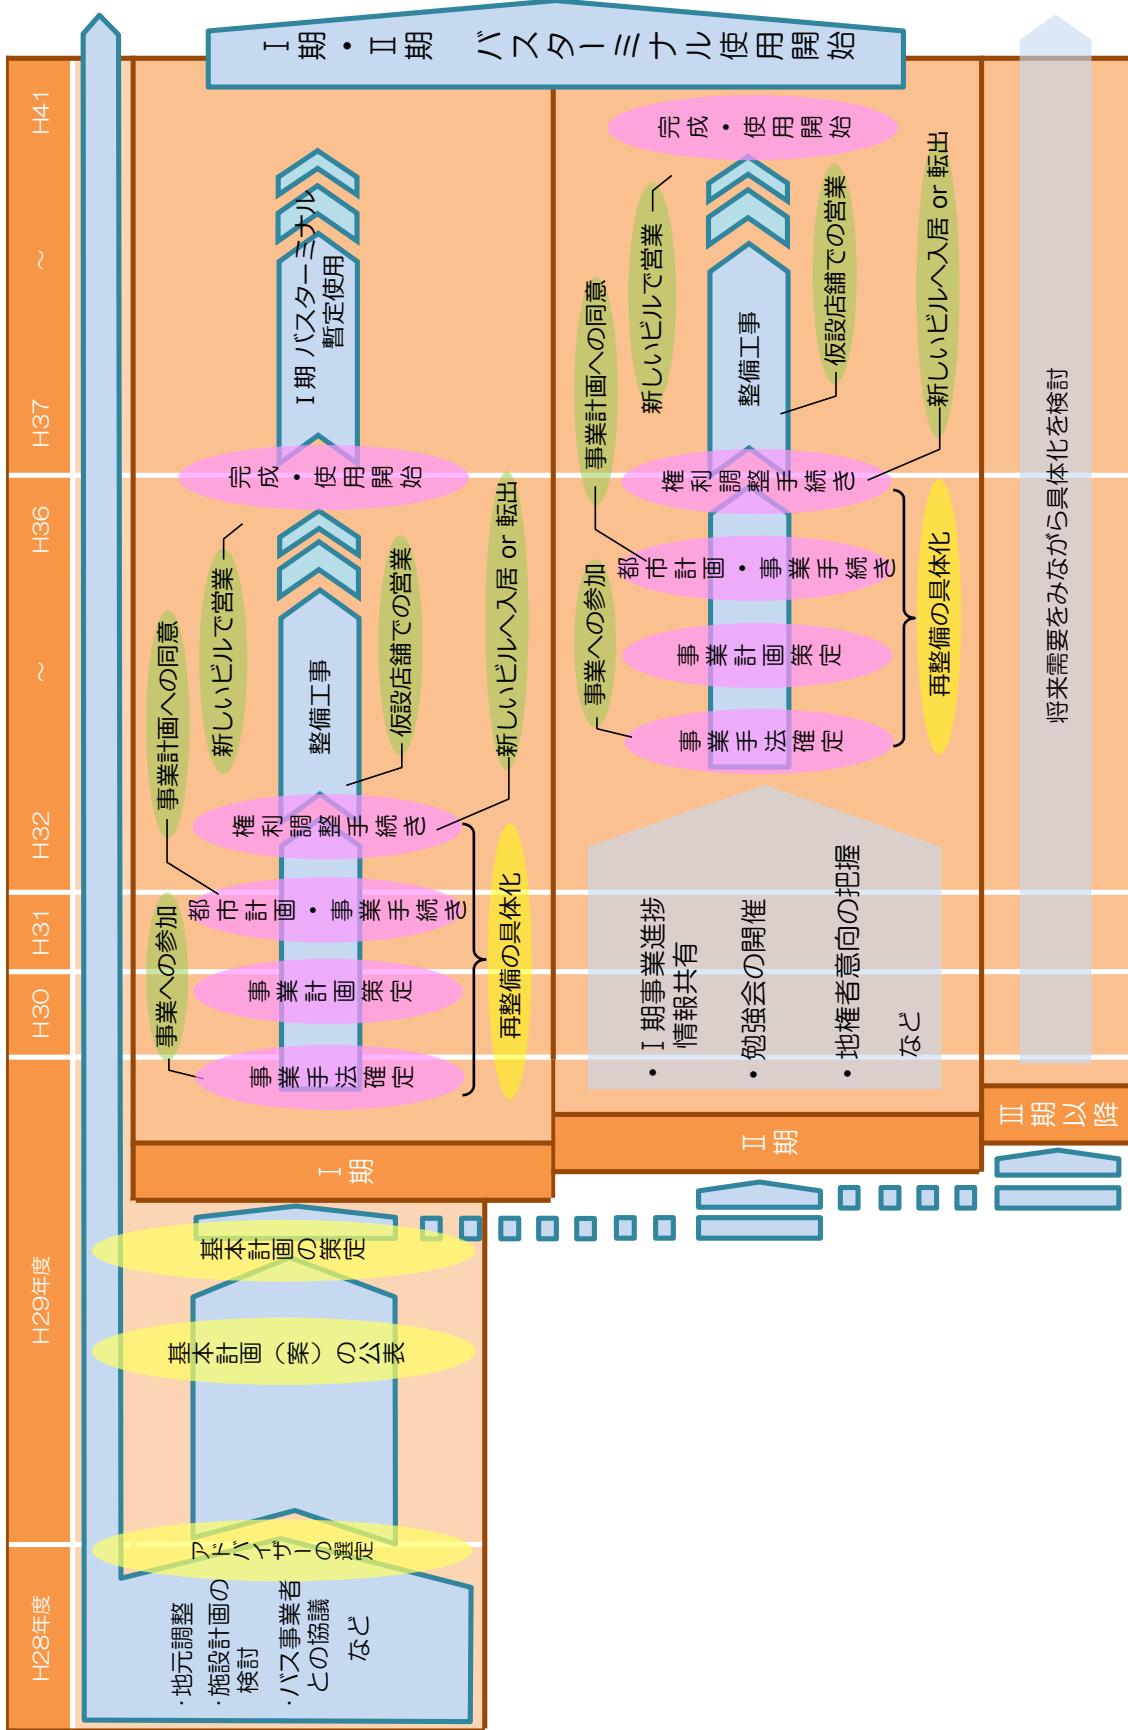 H28年度
H29年度
H30
H31
H32
～
H36
H37
～
H41
・地元調整
・施設計画の
検討
・バス事業者
との協議
など
アドバイザーの選定
基本計画（案）の公表
基本計画の策定
Ⅰ期
事業への参加
事業計画への同意
新しいビルで営業
事業手法確定
事業計画策定
都市計画・事業手続き
権利調整手続き
整備工事
完成・使用開始
Ⅰ期 バスターミナル
暫定使用
仮設店舗での営業
新しいビルへ入居 or 転出
再整備の具体化
Ⅰ期・Ⅱ期　バスターミナル使用開始
Ⅱ期
・Ⅰ期事業進捗
情報共有
・勉強会の開催
・地権者意向の把握
など
事業への参加
事業計画への同意
新しいビルで営業
事業手法確定
事業計画策定
都市計画・事業手続き
権利調整手続き
整備工事
完成・使用開始
仮設店舗での営業
新しいビルへ入居 or 転出
再整備の具体化
Ⅲ期以降
将来需要をみながら具体化を検討